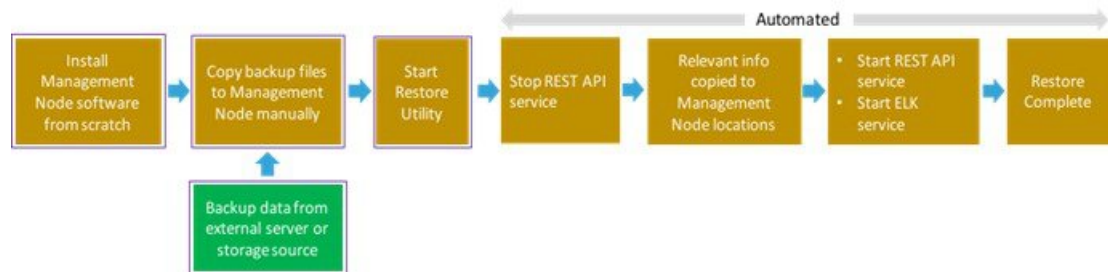 Automated
Install
Management
Node software
from scratch
Copy backup files
to Management
Node manually
Start
Restore
Utility
Stop REST API
service
Relevant info
copied to
Management
Node locations
• Start REST API
service
• Start ELK
service
Restore
Complete
Backup data from
external server or
storage source